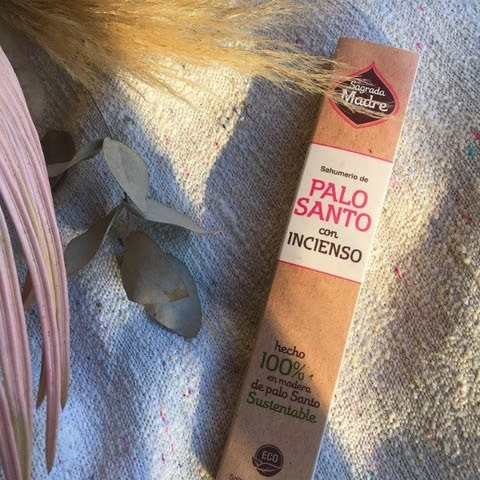 Sagrada
Madre
Sahumerio de
PALO
SANTO
con
INCIENSO
hecho
100%
en madera
de palo Santo
Sustentable
ECO